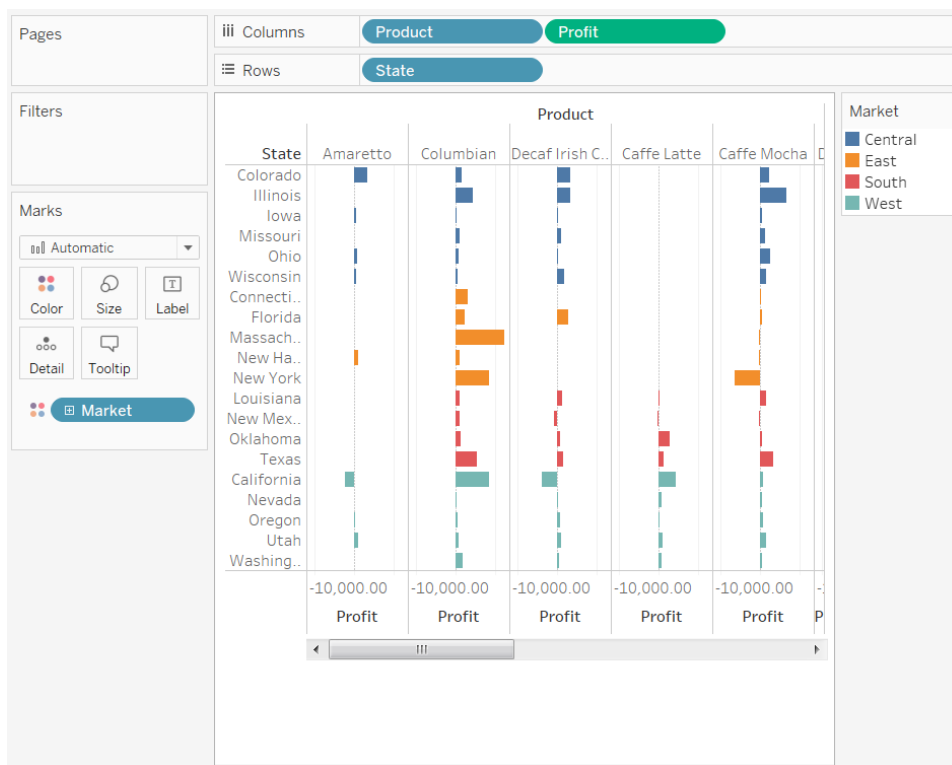 Pages
Columns
Product
Profit
Rows
State
Filters
Marks
Automatic
Color
Size
T
Label
Detail
Tooltip
Market
Product
State
Amaretto
Columbian
Decaf Irish C..
Caffe Latte
Caffe Mocha
D
Colorado
Illinois
Iowa
Missouri
Ohio
Wisconsin
Connecti..
Florida
Massach..
New Ha..
New York
Louisiana
New Mex..
Oklahoma
Texas
California
Nevada
Oregon
Utah
Washing..
-10,000.00 -10,000.00 -10,000.00 -10,000.00 -10,000.00
Profit Profit Profit Profit Profit P
Market
Central
East
South
West